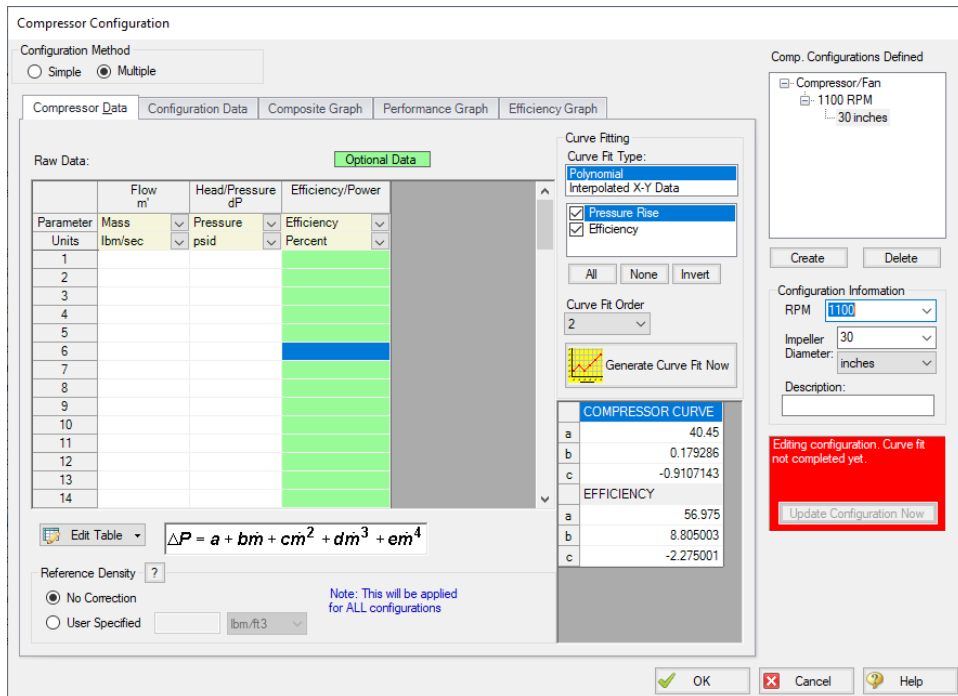 Compressor Configuration
Configuration Method
Simple Multiple
Compressor Data Configuration Data Composite Graph Performance Graph Efficiency Graph
Raw Data: Optional Data
Flow Head/Pressure Efficiency/Power
m' dP
Parameter Mass Pressure Efficiency
Units lbm/sec psid Percent
1
2
3
4
5
6
7
8
9
10
11
12
13
14
Edit Table
ΔP = a + bṁ + cṁ² + dṁ³ + eṁ⁴
Reference Density ?
No Correction
User Specified lbm/ft3
Note: This will be applied
for ALL configurations
Curve Fitting
Curve Fit Type:
Polynomial
Interpolated X-Y Data
Pressure Rise
Efficiency
All None Invert
Curve Fit Order
2
Generate Curve Fit Now
COMPRESSOR CURVE
a 40.45
b 0.179286
c -0.9107143
EFFICIENCY
a 56.975
b 8.805003
c -2.275001
Comp. Configurations Defined
Compressor/Fan
1100 RPM
30 inches
Create Delete
Configuration Information
RPM 1100
Impeller 30
Diameter: inches
Description:
Editing configuration. Curve fit
not completed yet.
Update Configuration Now
OK Cancel Help